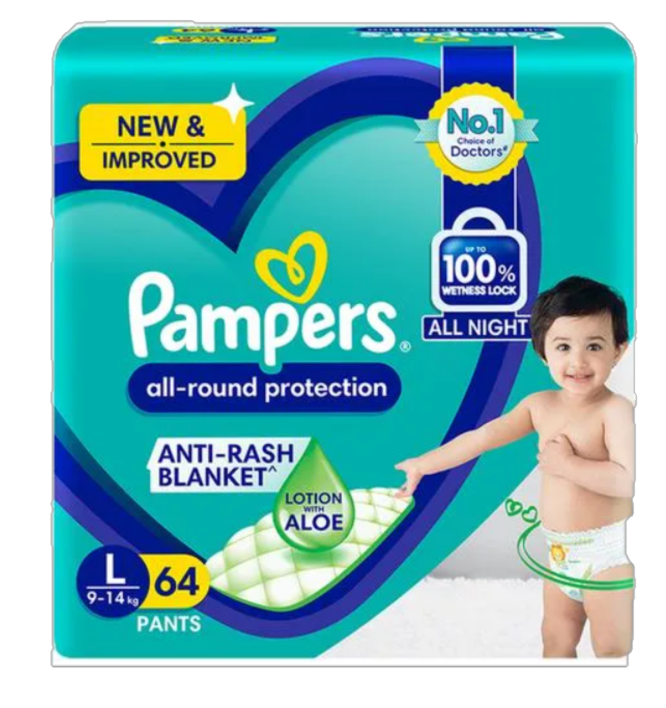 NEW &
IMPROVED
No.1
Choice of
Doctors#
UP TO
100%
WETNESS LOCK
ALL NIGHT
Pampers®
all-round protection
ANTI-RASH
BLANKET^
LOTION
WITH
ALOE
L
9-14 kg
64
PANTS